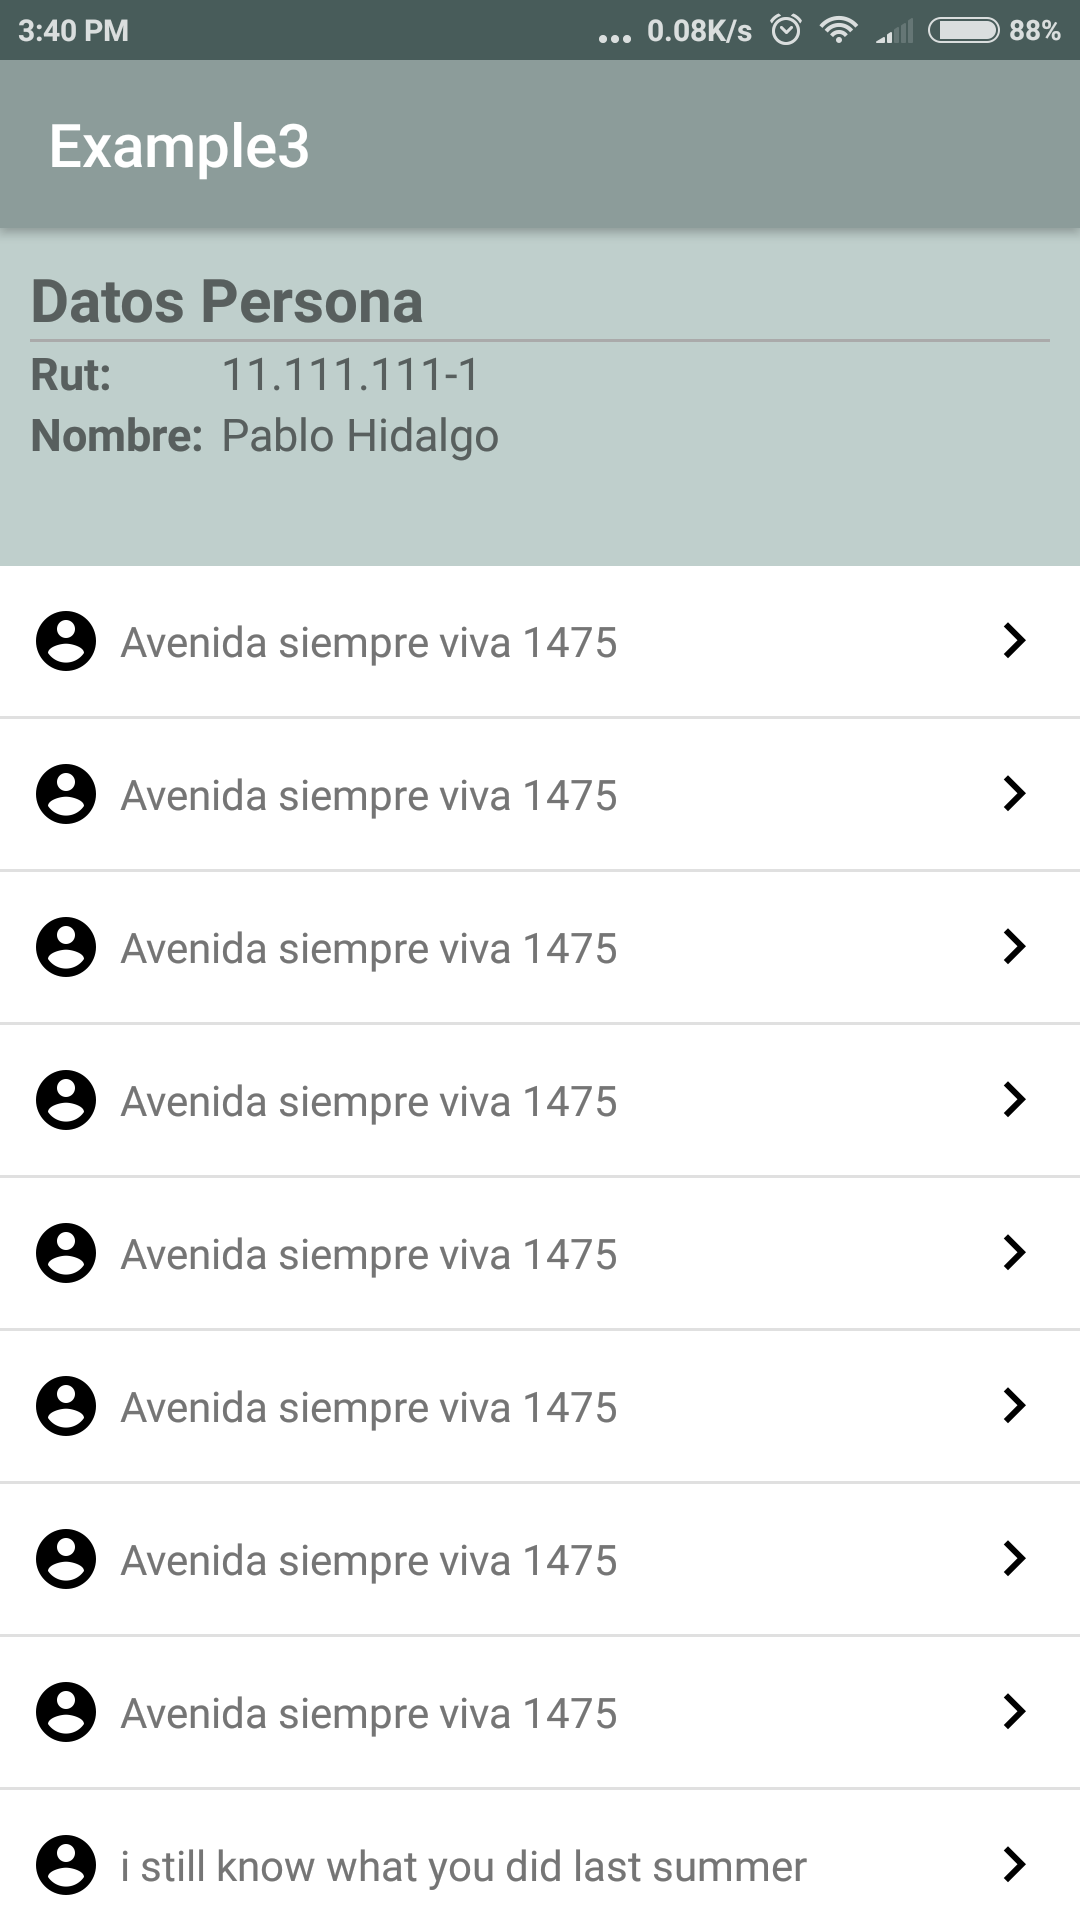 3:40 PM ... 0.08K/s 88%
Example3
Datos Persona
Rut: 11.111.111-1
Nombre: Pablo Hidalgo
Avenida siempre viva 1475
Avenida siempre viva 1475
Avenida siempre viva 1475
Avenida siempre viva 1475
Avenida siempre viva 1475
Avenida siempre viva 1475
Avenida siempre viva 1475
Avenida siempre viva 1475
i still know what you did last summer